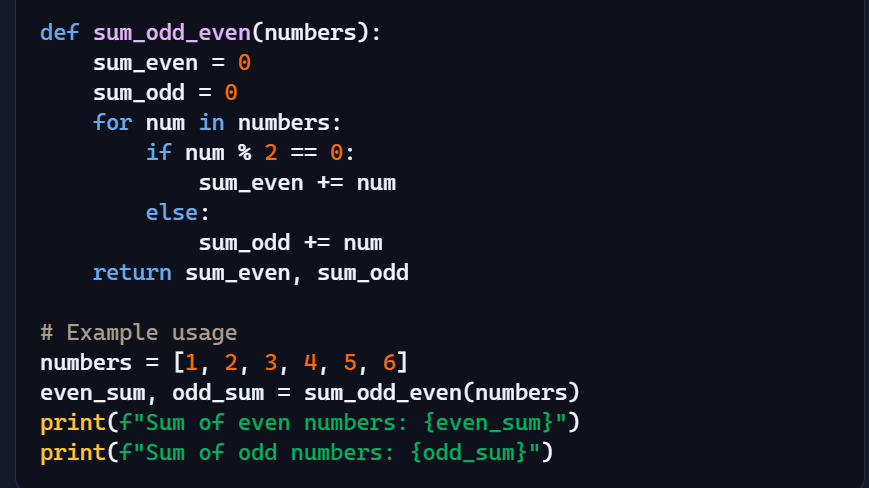 def sum_odd_even(numbers):
    sum_even = 0
    sum_odd = 0
    for num in numbers:
        if num % 2 == 0:
            sum_even += num
        else:
            sum_odd += num
    return sum_even, sum_odd

# Example usage
numbers = [1, 2, 3, 4, 5, 6]
even_sum, odd_sum = sum_odd_even(numbers)
print(f"Sum of even numbers: {even_sum}")
print(f"Sum of odd numbers: {odd_sum}")